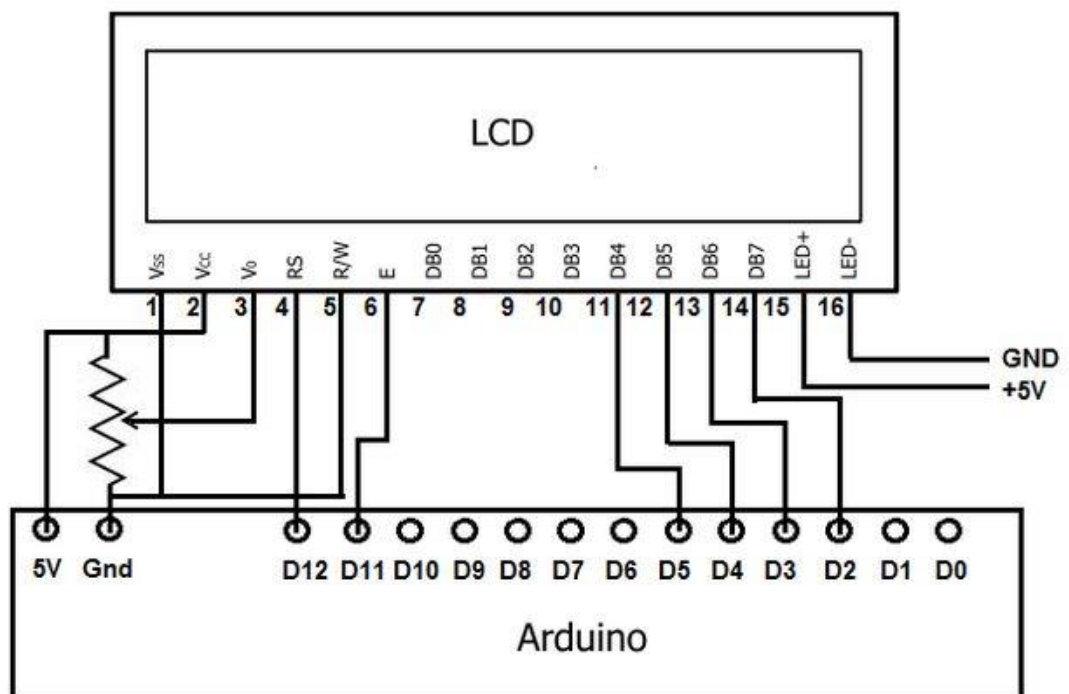 LCD
Vss Vcc V₀ RS R/W E DB0 DB1 DB2 DB3 DB4 DB5 DB6 DB7 LED+ LED-
1 2 3 4 5 6 7 8 9 10 11 12 13 14 15 16
GND
+5V
5V Gnd D12 D11 D10 D9 D8 D7 D6 D5 D4 D3 D2 D1 D0
Arduino